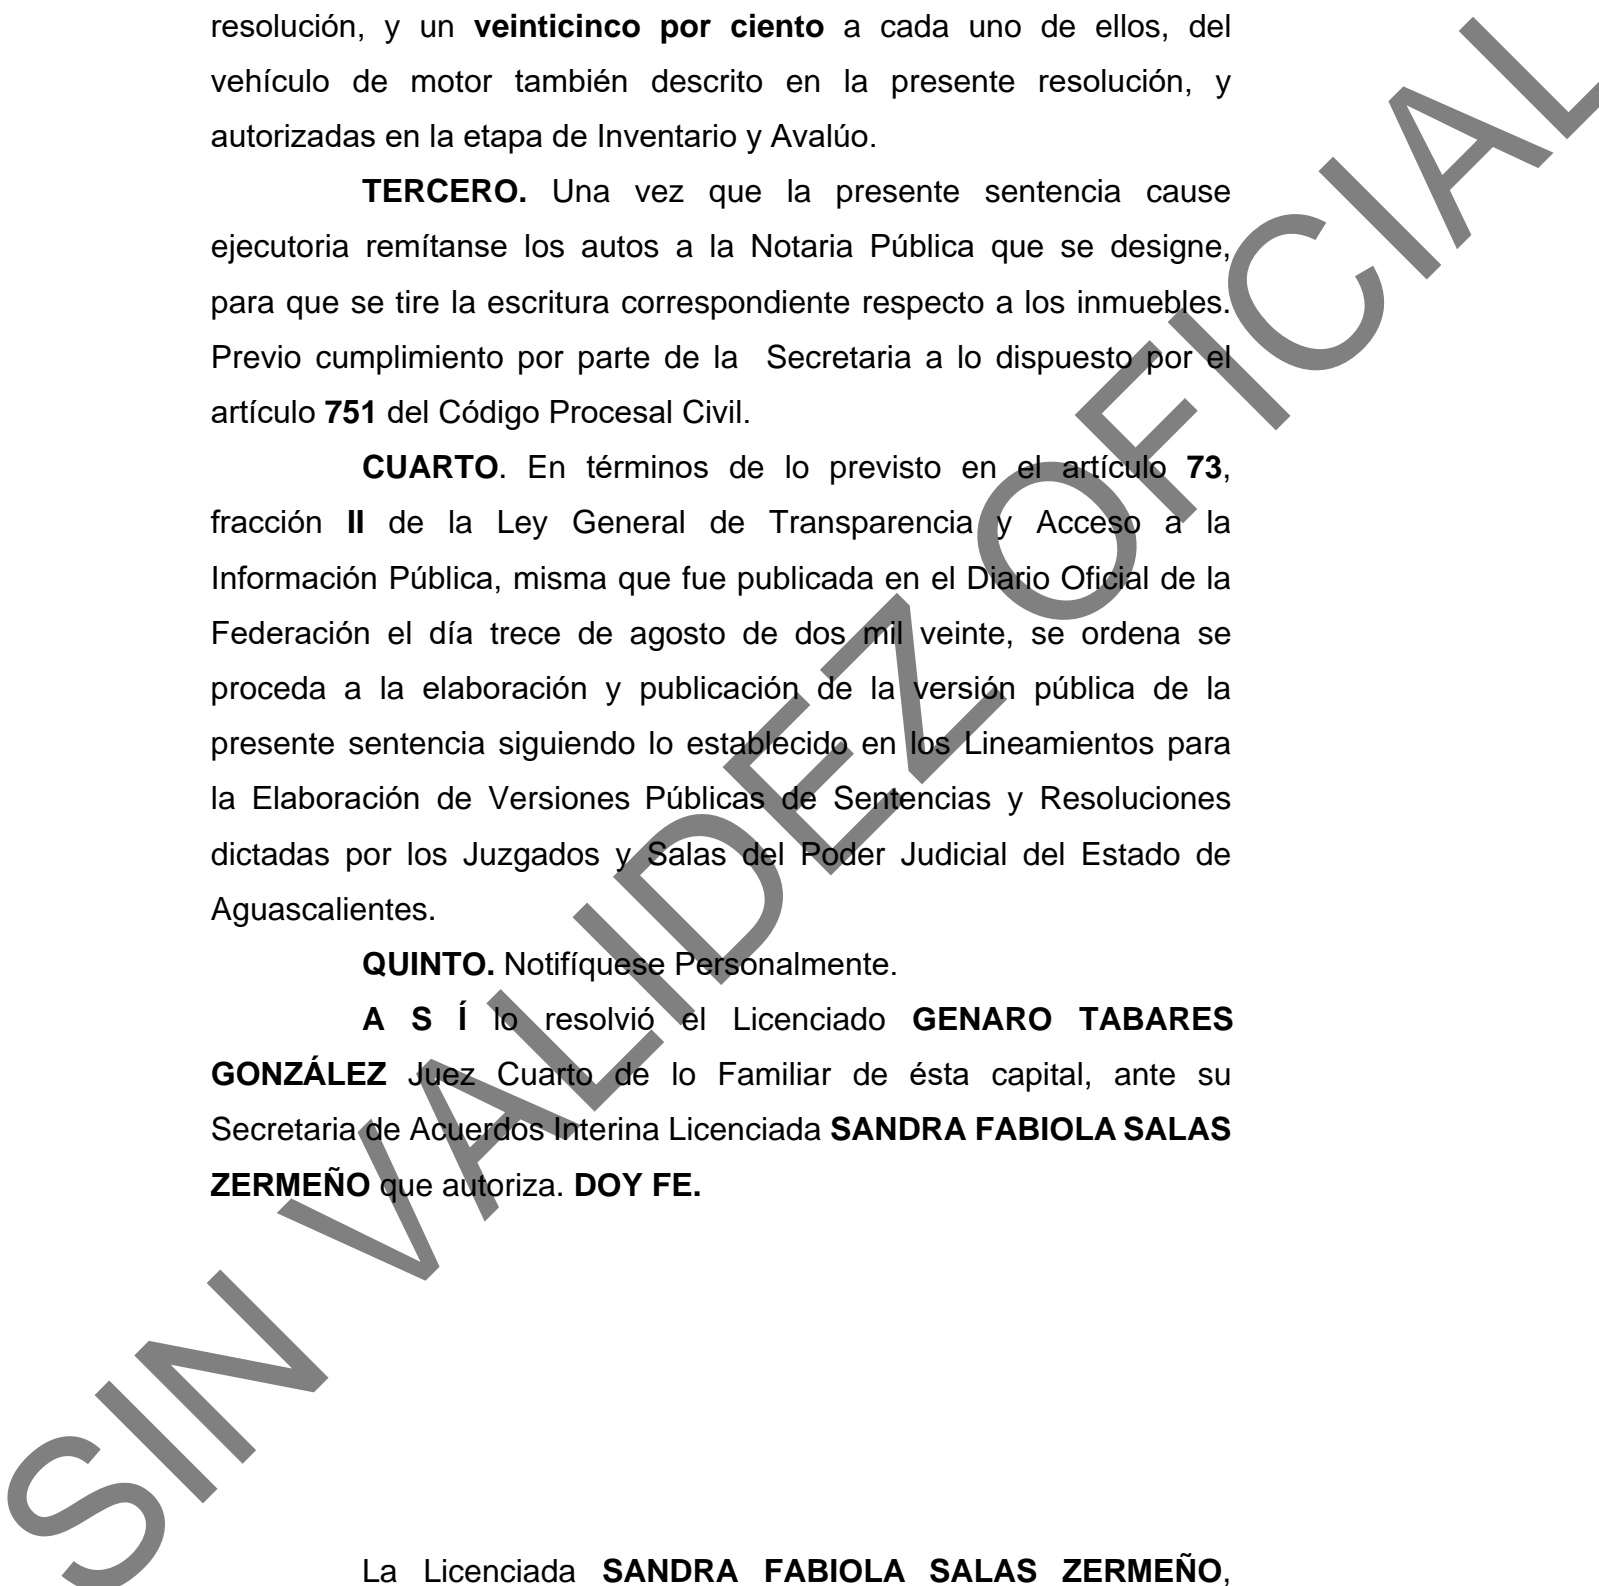 resolución, y un veinticinco por ciento a cada uno de ellos, del
vehículo de motor también descrito en la presente resolución, y
autorizadas en la etapa de Inventario y Avalúo.
TERCERO. Una vez que la presente sentencia cause
ejecutoria remítanse los autos a la Notaria Pública que se designe,
para que se tire la escritura correspondiente respecto a los inmuebles.
Previo cumplimiento por parte de la Secretaria a lo dispuesto por el
artículo 751 del Código Procesal Civil.
CUARTO. En términos de lo previsto en el artículo 73,
fracción II de la Ley General de Transparencia y Acceso a la
Información Pública, misma que fue publicada en el Diario Oficial de la
Federación el día trece de agosto de dos mil veinte, se ordena se
proceda a la elaboración y publicación de la versión pública de la
presente sentencia siguiendo lo establecido en los Lineamientos para
la Elaboración de Versiones Públicas de Sentencias y Resoluciones
dictadas por los Juzgados y Salas del Poder Judicial del Estado de
Aguascalientes.
QUINTO. Notifíquese Personalmente.
A S Í lo resolvió el Licenciado GENARO TABARES
GONZÁLEZ Juez Cuarto de lo Familiar de ésta capital, ante su
Secretaria de Acuerdos Interina Licenciada SANDRA FABIOLA SALAS
ZERMEÑO que autoriza. DOY FE.
La Licenciada SANDRA FABIOLA SALAS ZERMEÑO,
SIN VALIDEZ OFICIAL